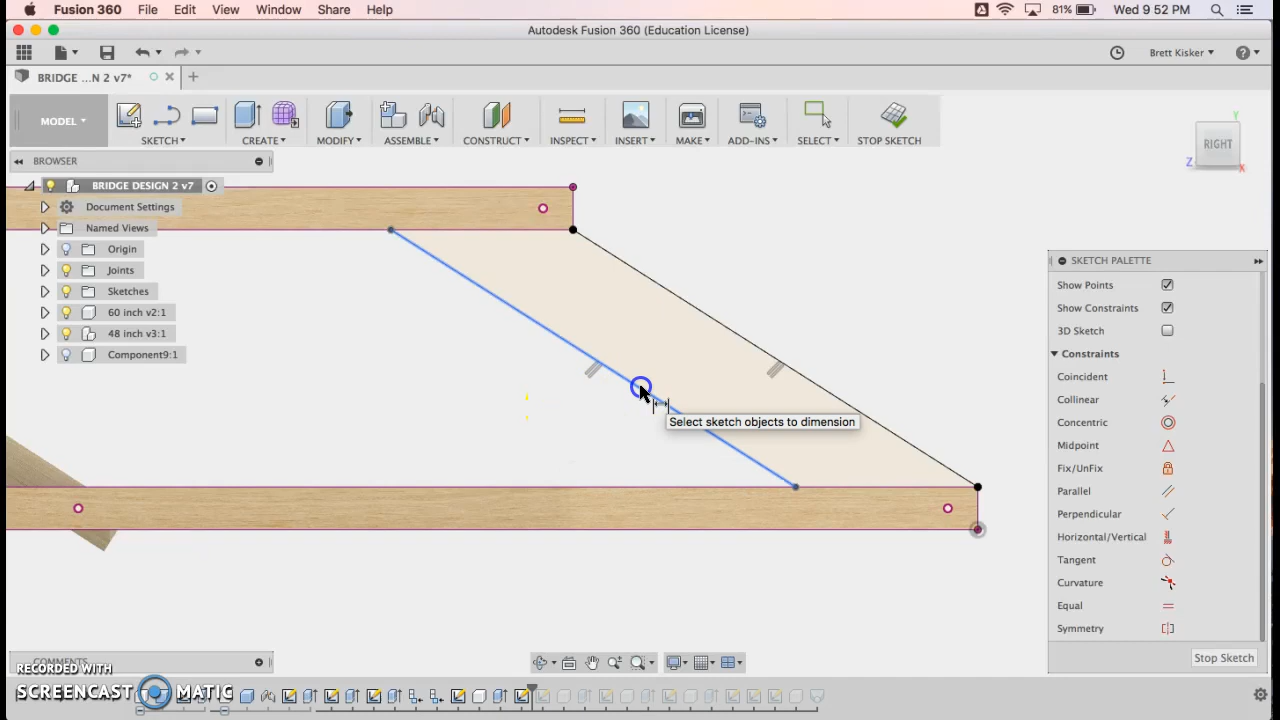 Fusion 360 File Edit View Window Share Help 81% Wed 9 52 PM
Autodesk Fusion 360 (Education License)
Brett Kisker
BRIDGE ...N 2 v7*
MODEL
SKETCH CREATE MODIFY ASSEMBLE CONSTRUCT INSPECT INSERT MAKE ADD-INS SELECT STOP SKETCH
BROWSER
BRIDGE DESIGN 2 v7
Document Settings
Named Views
Origin
Joints
Sketches
60 inch v2:1
48 inch v3:1
Component9:1
Y
RIGHT
Z X
Select sketch objects to dimension
SKETCH PALETTE
Show Points
Show Constraints
3D Sketch
Constraints
Coincident
Collinear
Concentric
Midpoint
Fix/UnFix
Parallel
Perpendicular
Horizontal/Vertical
Tangent
Curvature
Equal
Symmetry
Stop Sketch
COMMENTS
RECORDED WITH
SCREENCAST MATIC